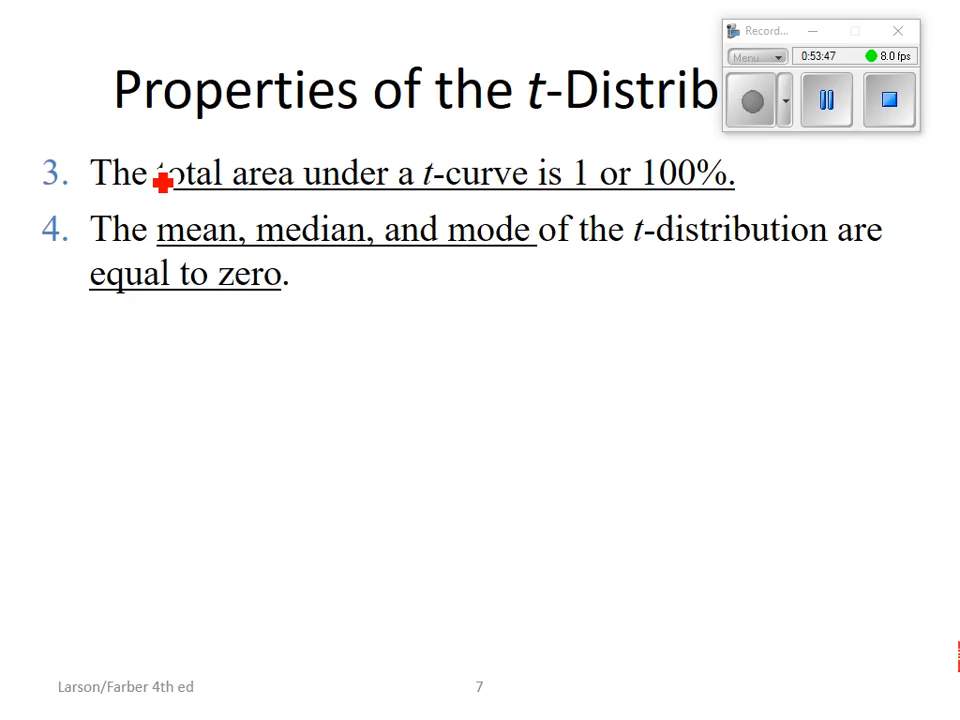 Record...
Menu 0:53:47 8.0 fps
Properties of the t-Distrib
3. The total area under a t-curve is 1 or 100%.
4. The mean, median, and mode of the t-distribution are
equal to zero.
Larson/Farber 4th ed 7